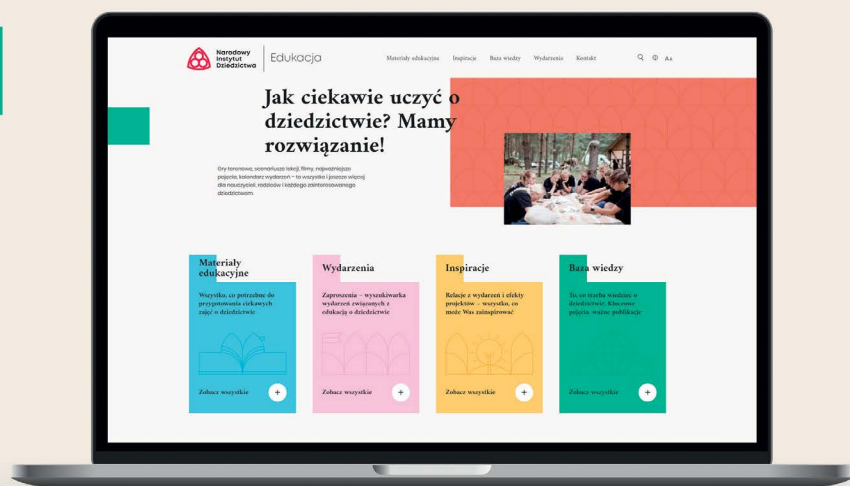 Narodowy
Instytut
Dziedzictwa
Edukacja
Materiały edukacyjne
Inspiracje
Baza wiedzy
Wydarzenia
Kontakt
Aa
Jak ciekawie uczyć o
dziedzictwie? Mamy
rozwiązanie!
Gry terenowe, scenariusze lekcji, filmy, najważniejsze
pojęcia, kalendarz wydarzeń – to wszystko i jeszcze więcej
dla nauczycieli, rodziców i każdego zainteresowanego
dziedzictwem.
Materiały
edukacyjne
Wszystko, co potrzebne do
przygotowania ciekawych
zajęć o dziedzictwie
Zobacz wszystkie
+
Wydarzenia
Zaproszenia – wyszukiwarka
wydarzeń związanych z
edukacją o dziedzictwie
Zobacz wszystkie
+
Inspiracje
Relacje z wydarzeń i efekty
projektów – wszystko, co
może Was zainspirować
Zobacz wszystkie
+
Baza wiedzy
To, co trzeba wiedzieć o
dziedzictwie. Kluczowe
pojęcia, ważne publikacje
Zobacz wszystkie
+